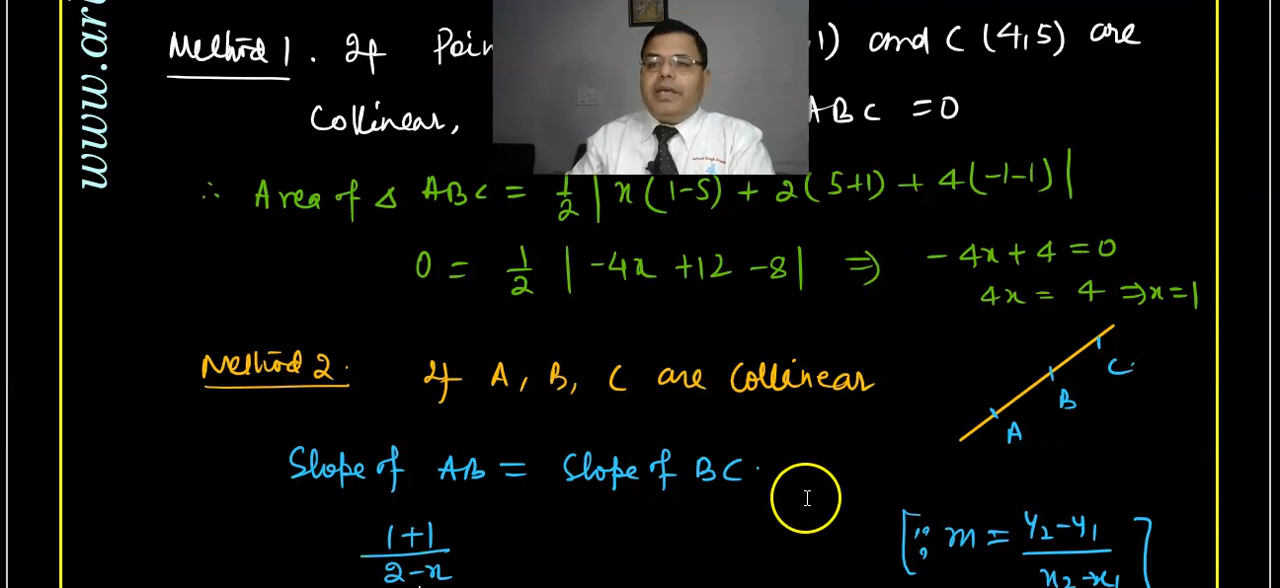 Method 1. If Poin 1) and C (4,5) are
Collinear, ABC = 0
∴ Area of Δ ABC = 1/2 | x(1-5) + 2(5+1) + 4(-1-1) |
0 = 1/2 | -4x + 12 - 8 | ⇒ -4x + 4 = 0
4x = 4 ⇒ x = 1
Method 2. If A, B, C are Collinear
C
B
A
Slope of AB = Slope of BC.
(1+1)/(2-x)
[∵ m = (y2-y1)/(x2-x1)]
www.ar